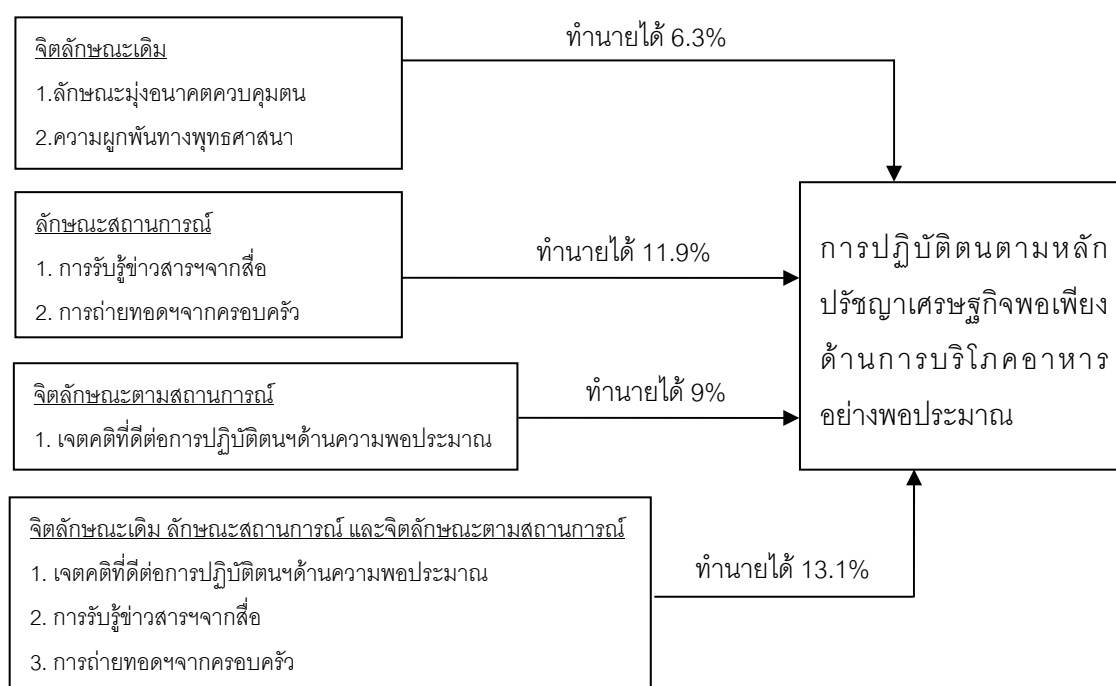 จิตลักษณะเดิม
1.ลักษณะมุ่งอนาคตควบคุมตน
2.ความผูกพันทางพุทธศาสนา
ทำนายได้ 6.3%
ลักษณะสถานการณ์
1. การรับรู้ข่าวสารฯจากสื่อ
2. การถ่ายทอดฯจากครอบครัว
ทำนายได้ 11.9%
จิตลักษณะตามสถานการณ์
1. เจตคติที่ดีต่อการปฏิบัติตนฯด้านความพอประมาณ
ทำนายได้ 9%
จิตลักษณะเดิม ลักษณะสถานการณ์ และจิตลักษณะตามสถานการณ์
1. เจตคติที่ดีต่อการปฏิบัติตนฯด้านความพอประมาณ
2. การรับรู้ข่าวสารฯจากสื่อ
3. การถ่ายทอดฯจากครอบครัว
ทำนายได้ 13.1%
การปฏิบัติตนตามหลัก
ปรัชญาเศรษฐกิจพอเพียง
ด้านการบริโภคอาหาร
อย่างพอประมาณ